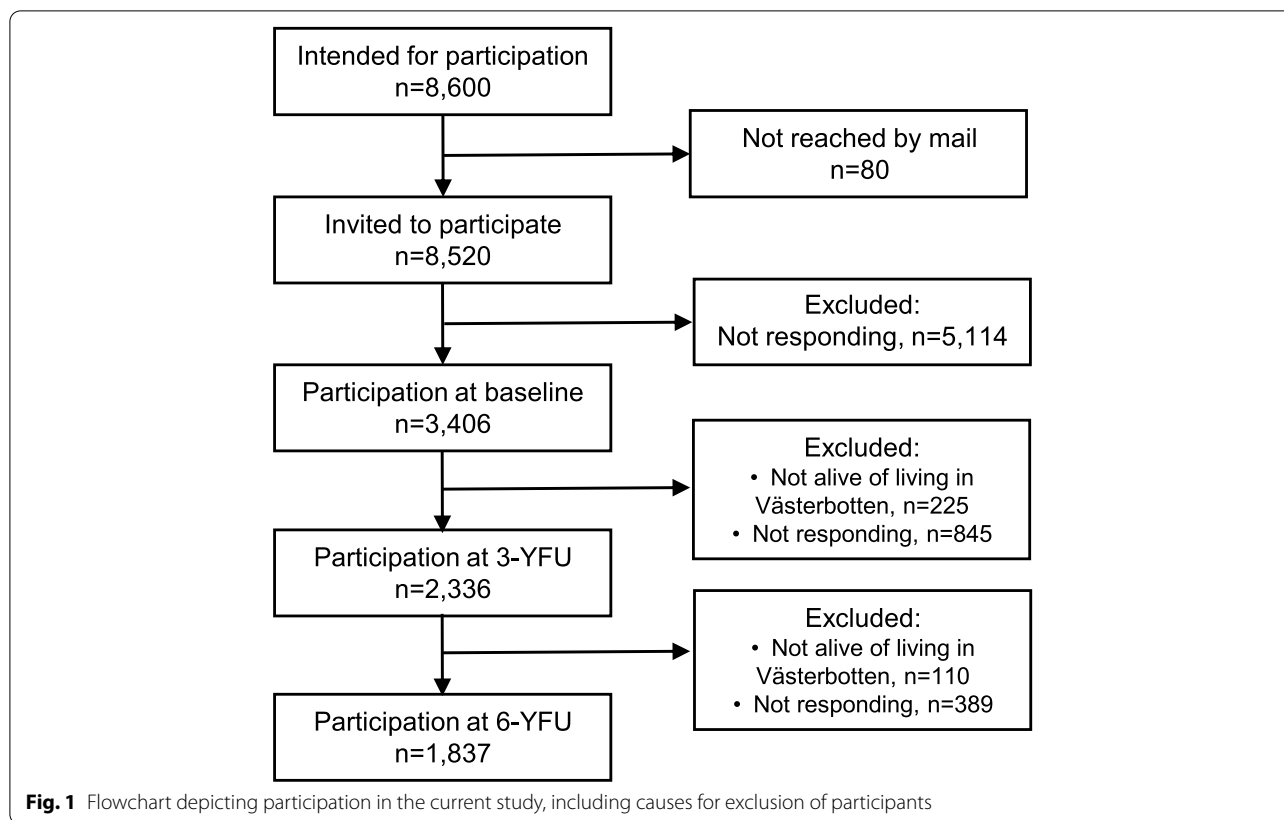 Intended for participation
n=8,600
Not reached by mail
n=80
Invited to participate
n=8,520
Excluded:
Not responding, n=5,114
Participation at baseline
n=3,406
Excluded:
• Not alive of living in
Västerbotten, n=225
• Not responding, n=845
Participation at 3-YFU
n=2,336
Excluded:
• Not alive of living in
Västerbotten, n=110
• Not responding, n=389
Participation at 6-YFU
n=1,837
Fig. 1 Flowchart depicting participation in the current study, including causes for exclusion of participants